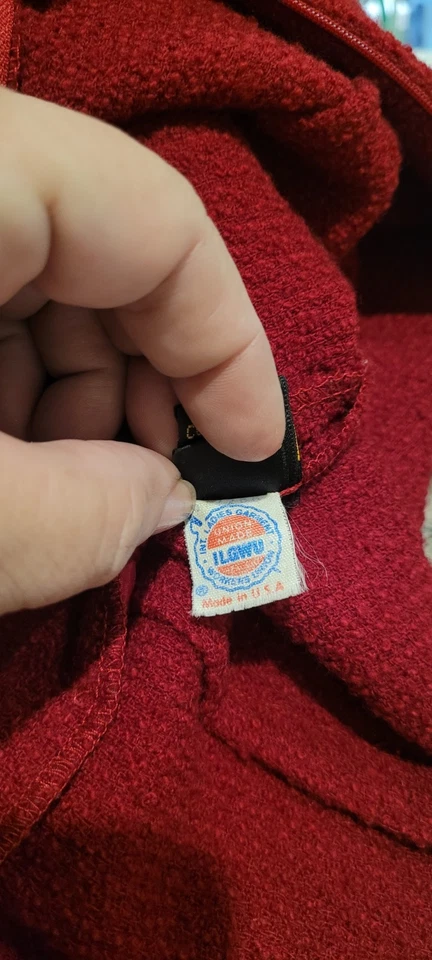 INT. LADIES GARMENT
UNION
MADE
ILGWU
WORKERS UNION
®
Made in U.S.A